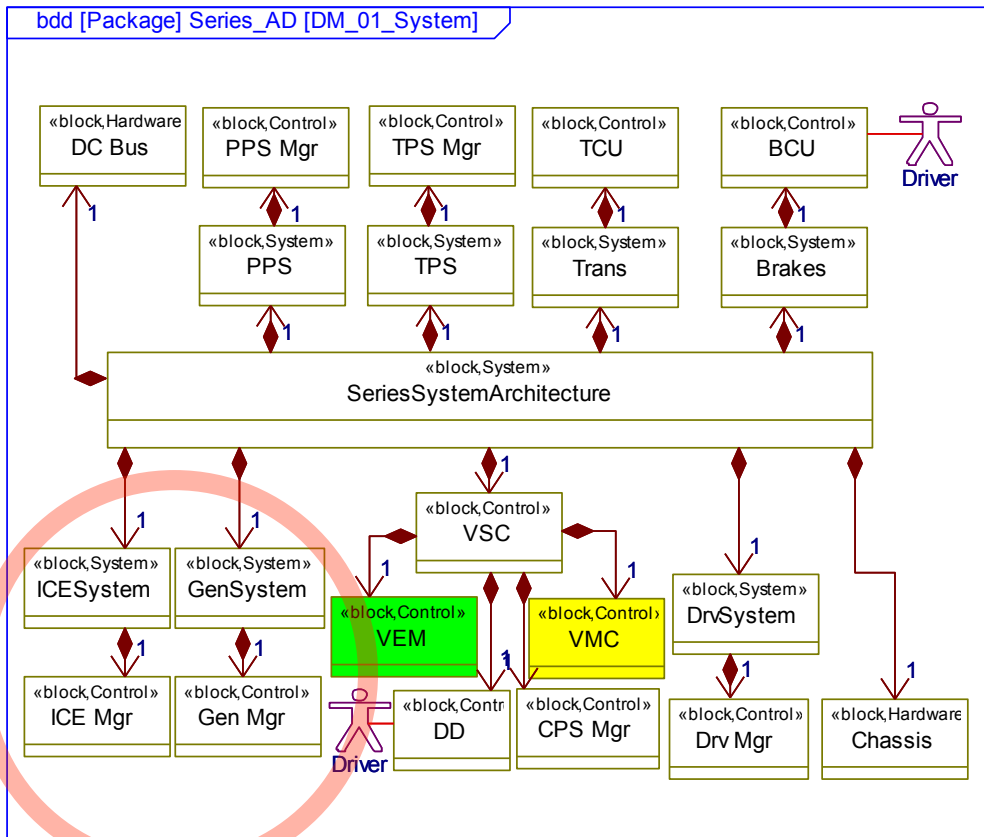 bdd [Package] Series_AD [DM_01_System]
«block,Hardware
DC Bus
«block,Control»
PPS Mgr
«block,Control»
TPS Mgr
«block,Control»
TCU
«block,Control»
BCU
Driver
1
1
1
1
1
«block,System»
PPS
«block,System»
TPS
«block,System»
Trans
«block,System»
Brakes
1
1
1
1
«block,System»
SeriesSystemArchitecture
1
1
1
1
1
«block,System»
ICESystem
«block,System»
GenSystem
«block,Control»
VSC
«block,System»
DrvSystem
1
1
1
1
1
1
1
«block,Control»
ICE Mgr
«block,Control»
Gen Mgr
«block,Control»
VEM
«block,Control»
VMC
Driver
«block,Contr
DD
«block,Control»
CPS Mgr
«block,Control»
Drv Mgr
«block,Hardware
Chassis